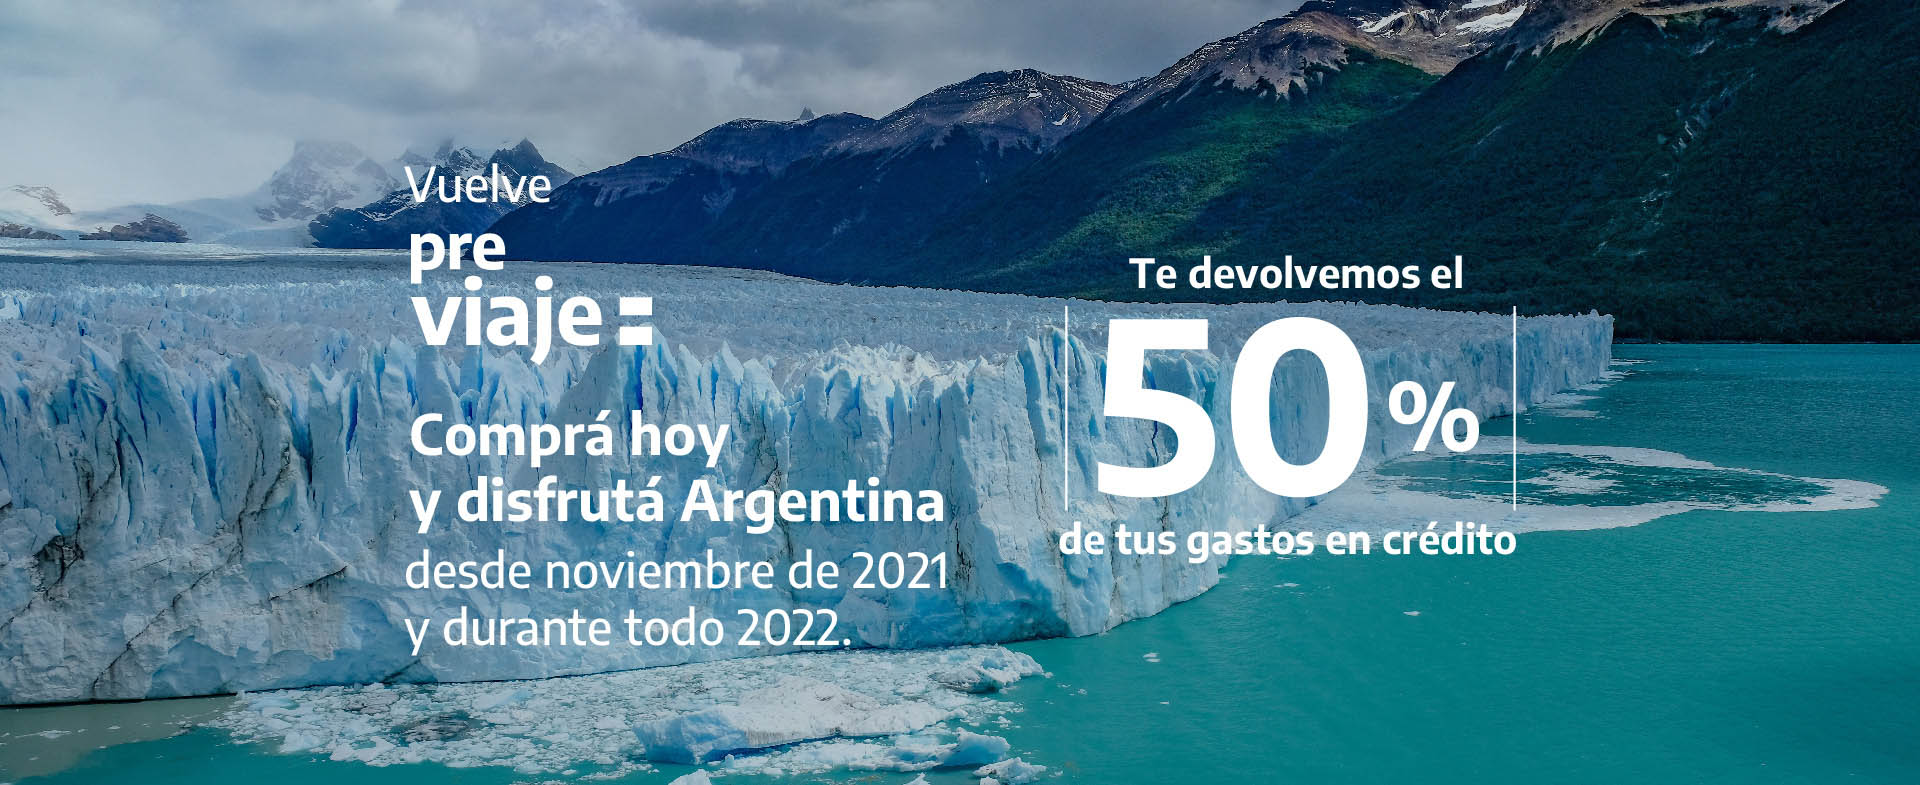 Vuelve
pre
viaje
Comprá hoy
y disfrutá Argentina
desde noviembre de 2021
y durante todo 2022.
Te devolvemos el
50%
de tus gastos en crédito